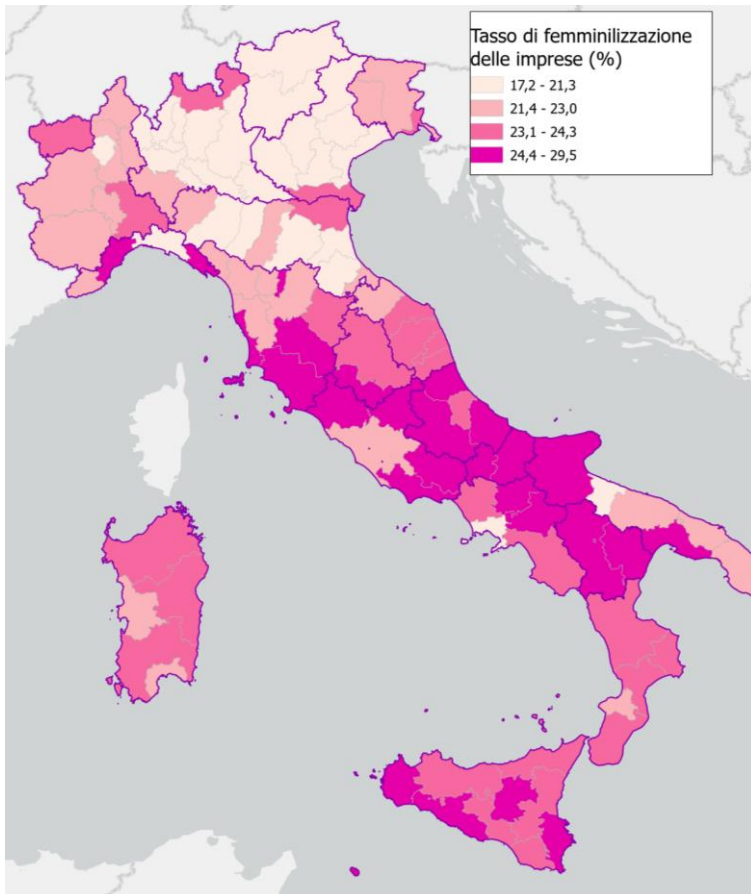 Tasso di femminilizzazione
delle imprese (%)
17,2 - 21,3
21,4 - 23,0
23,1 - 24,3
24,4 - 29,5